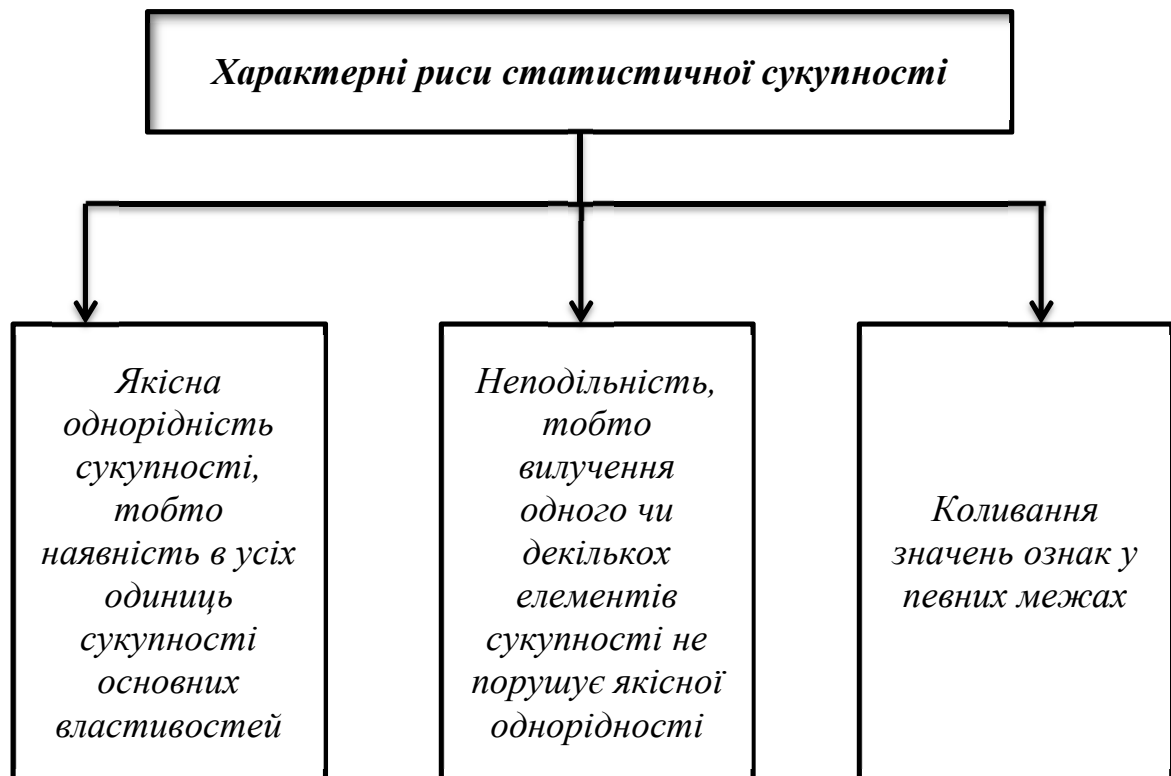 Характерні риси статистичної сукупності
Якісна
однорідність
сукупності,
тобто
наявність в усіх
одиниць
сукупності
основних
властивостей
Неподільність,
тобто
вилучення
одного чи
декількох
елементів
сукупності не
порушує якісної
однорідності
Коливання
значень ознак у
певних межах